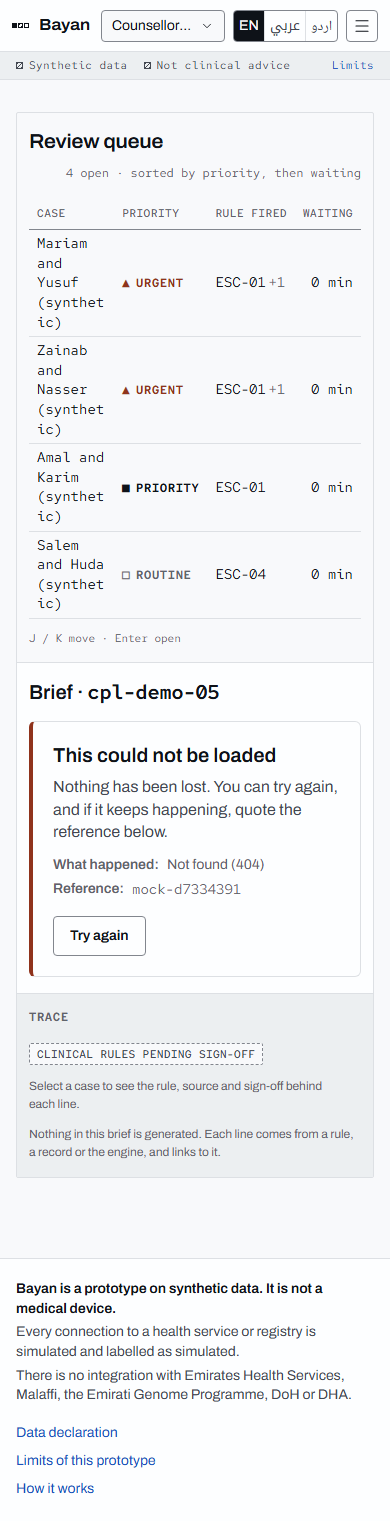 Bayan
Counsellor...
EN
عربي
اردو
Synthetic data
Not clinical advice
Limits
Review queue
4 open · sorted by priority, then waiting
CASE PRIORITY RULE FIRED WAITING
Mariam
and
Yusuf
(synthet
ic)
▲ URGENT
ESC-01 +1
0 min
Zainab
and
Nasser
(synthet
ic)
▲ URGENT
ESC-01 +1
0 min
Amal and
Karim
(synthet
ic)
■ PRIORITY
ESC-01
0 min
Salem
and Huda
(synthet
ic)
□ ROUTINE
ESC-04
0 min
J / K move · Enter open
Brief · cpl-demo-05
This could not be loaded
Nothing has been lost. You can try again,
and if it keeps happening, quote the
reference below.
What happened: Not found (404)
Reference: mock-d7334391
Try again
TRACE
CLINICAL RULES PENDING SIGN-OFF
Select a case to see the rule, source and sign-off behind
each line.
Nothing in this brief is generated. Each line comes from a rule,
a record or the engine, and links to it.
Bayan is a prototype on synthetic data. It is not a
medical device.
Every connection to a health service or registry is
simulated and labelled as simulated.
There is no integration with Emirates Health Services,
Malaffi, the Emirati Genome Programme, DoH or DHA.
Data declaration
Limits of this prototype
How it works